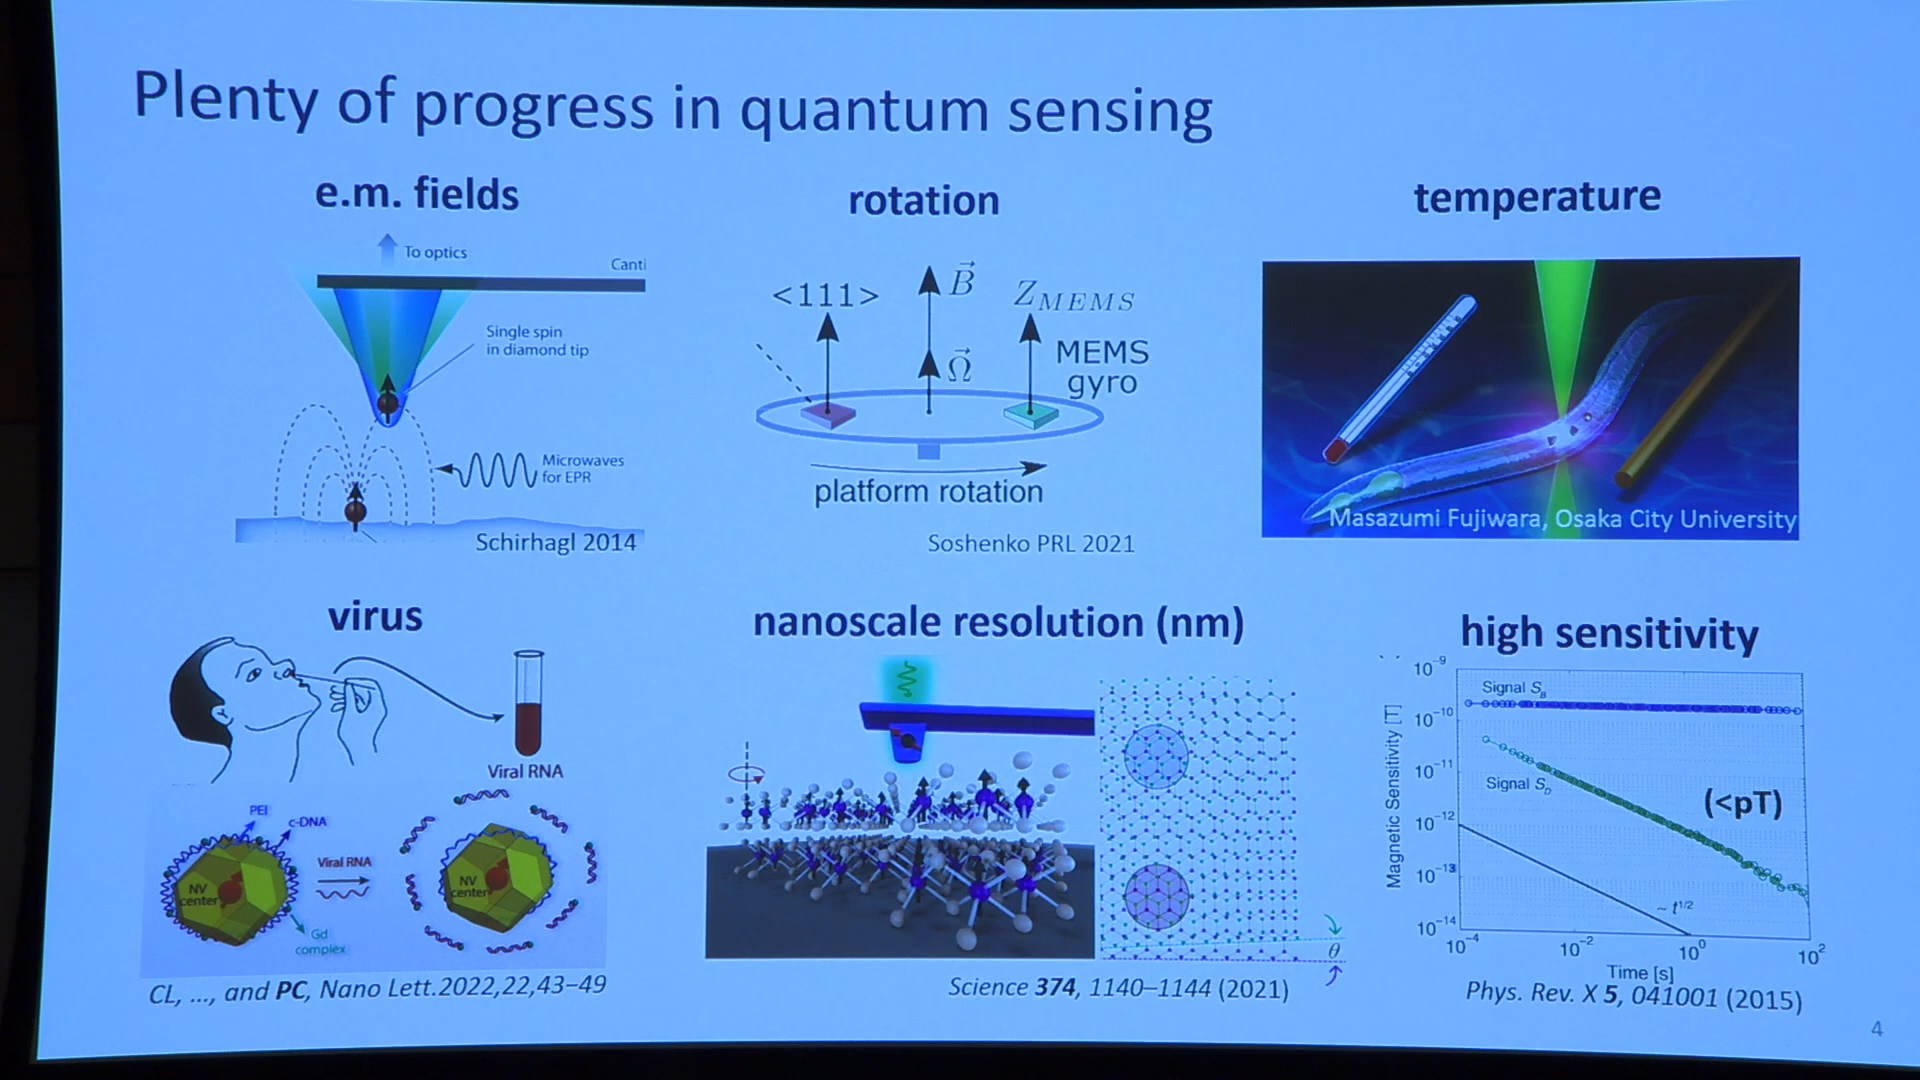 Plenty of progress in quantum sensing
e.m. fields
To optics
Canti
Single spin
in diamond tip
Microwaves
for EPR
Schirhagl 2014
rotation
<111>
B⃗
Z_MEMS
Ω⃗
MEMS
gyro
platform rotation
Soshenko PRL 2021
temperature
Masazumi Fujiwara, Osaka City University
virus
Viral RNA
PEI
c-DNA
Viral RNA
NV
center
NV
center
Gd
complex
CL, ..., and PC, Nano Lett.2022,22,43–49
nanoscale resolution (nm)
θ
Science 374, 1140–1144 (2021)
high sensitivity
Magnetic Sensitivity [T]
10⁻⁹
10⁻¹⁰
10⁻¹¹
10⁻¹²
10⁻¹³
10⁻¹⁴
Signal S_B
Signal S_D
(<pT)
~ t^1/2
10⁻⁴
10⁻²
10⁰
10²
Time [s]
Phys. Rev. X 5, 041001 (2015)
4